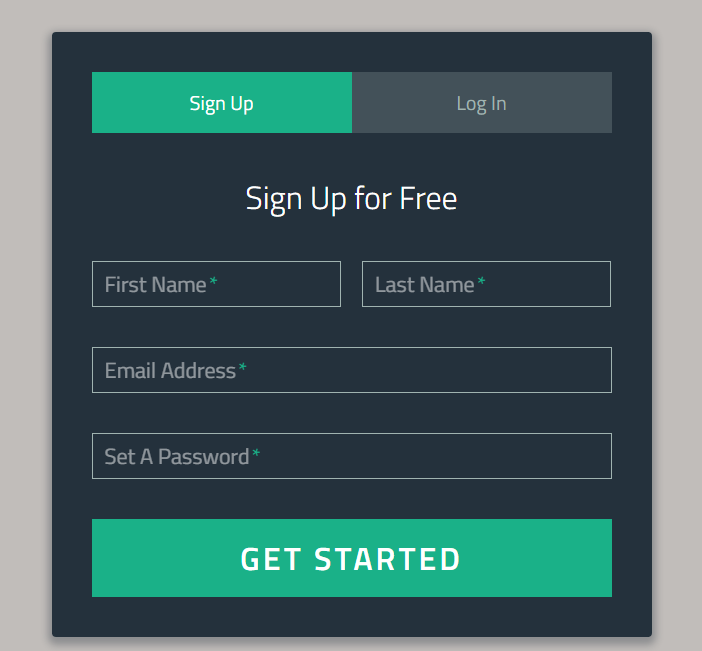 Sign Up Log In
Sign Up for Free
First Name* Last Name*
Email Address*
Set A Password*
GET STARTED